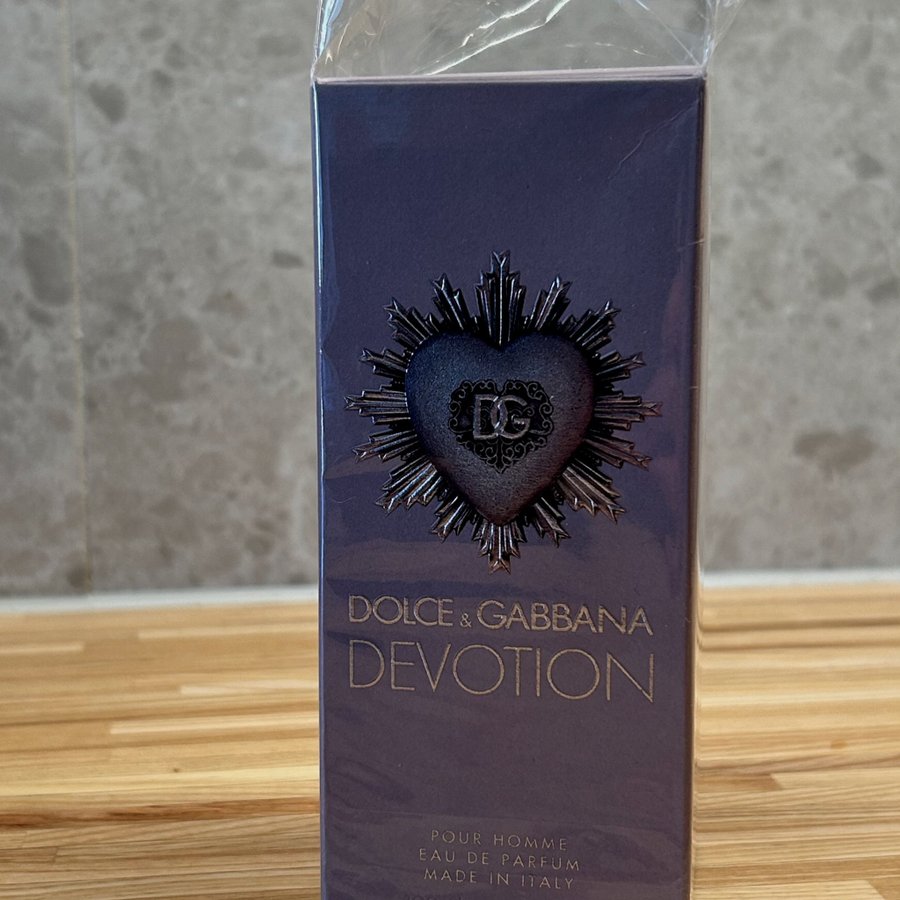 DG
DOLCE & GABBANA
DEVOTION
POUR HOMME
EAU DE PARFUM
MADE IN ITALY